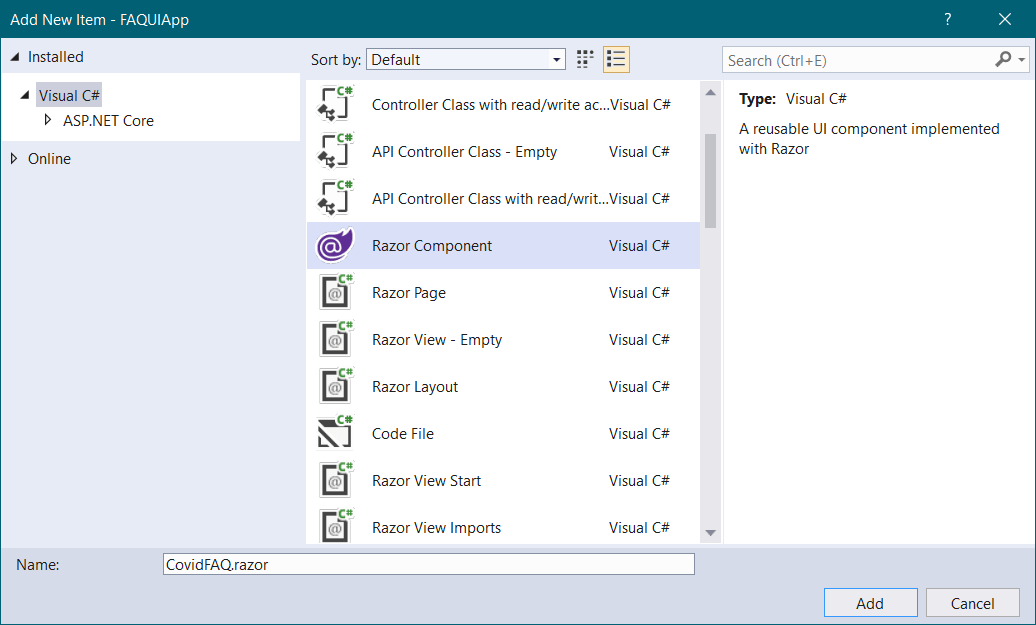 Add New Item - FAQUIApp
?
Installed
Visual C#
ASP.NET Core
Online
Sort by: Default
Search (Ctrl+E)
Controller Class with read/write ac...Visual C#
API Controller Class - Empty Visual C#
API Controller Class with read/writ...Visual C#
Razor Component Visual C#
Razor Page Visual C#
Razor View - Empty Visual C#
Razor Layout Visual C#
Code File Visual C#
Razor View Start Visual C#
Razor View Imports Visual C#
Type: Visual C#
A reusable UI component implemented
with Razor
Name: CovidFAQ.razor
Add Cancel